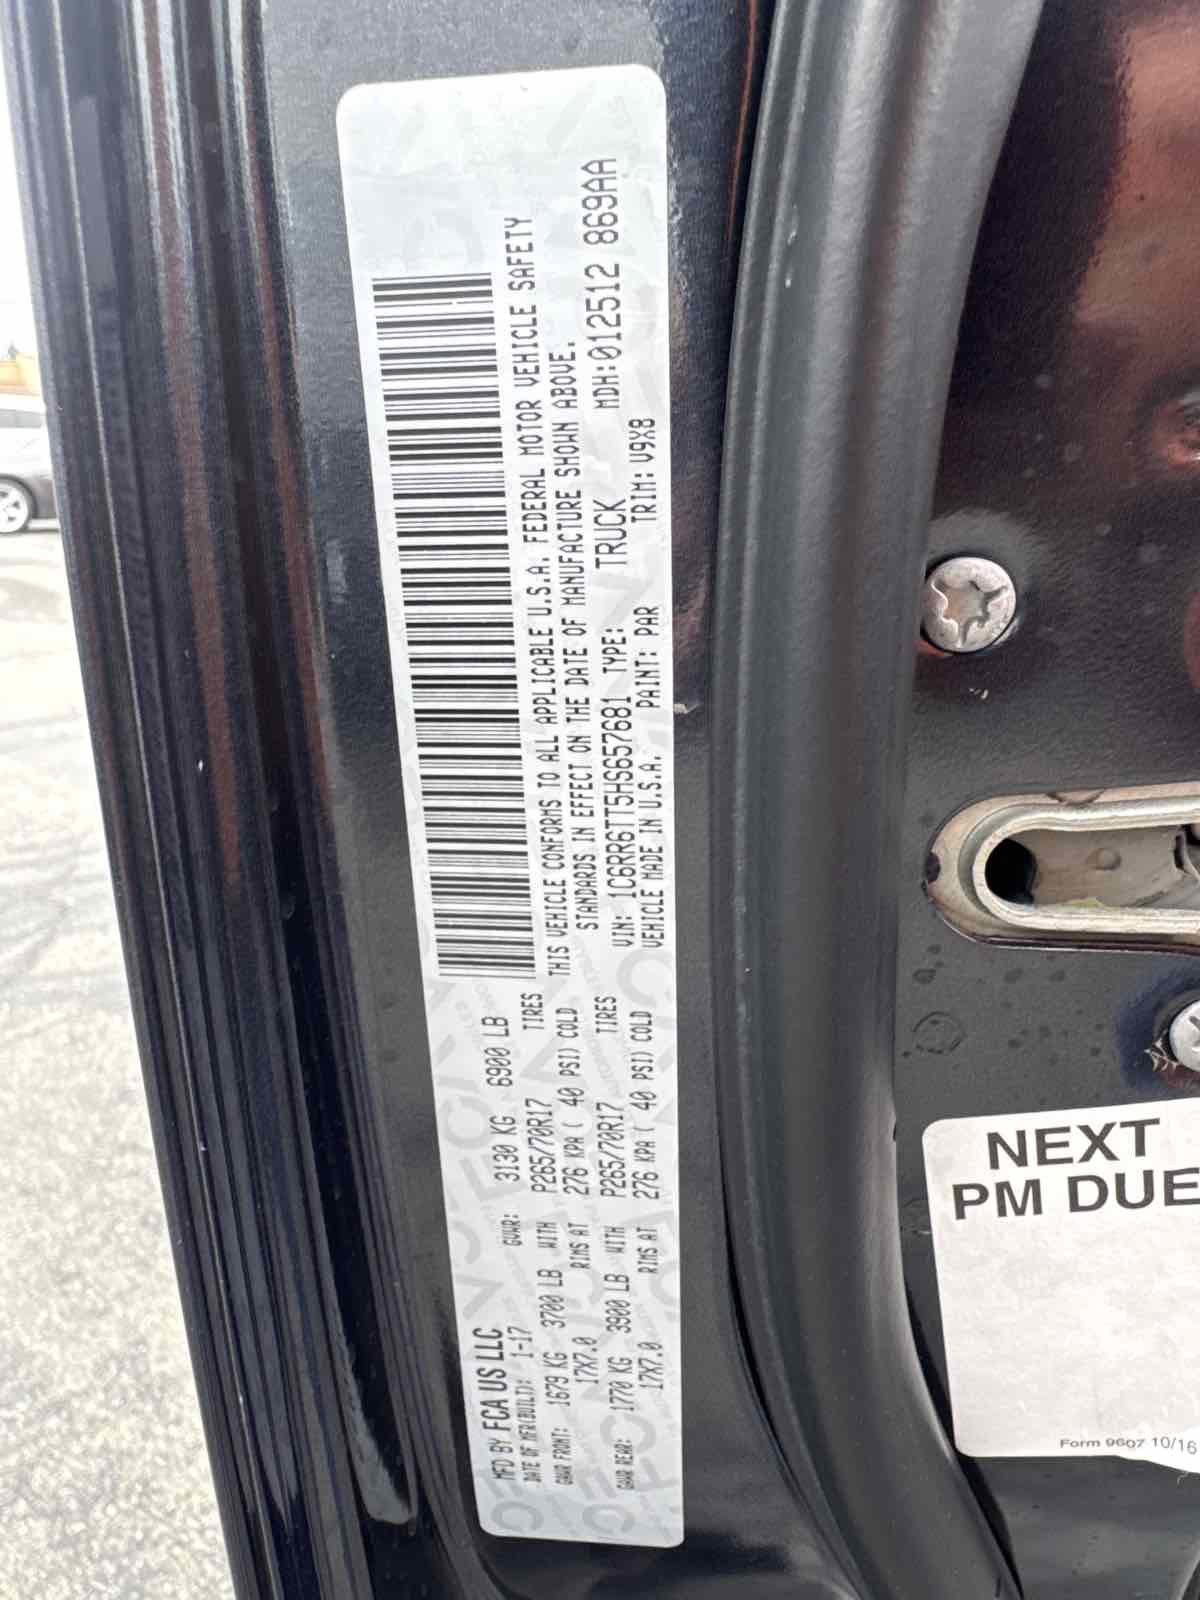 MFD BY FCA US LLC
DATE OF MFR(BUILT): 1-17 GVWR: 3130 KG 6900 LB
GAWR FRONT: 1679 KG 3700 LB WITH P265/70R17 TIRES
17X7.0 RIMS AT 276 KPA( 40 PSI) COLD
GAWR REAR: 1770 KG 3900 LB WITH P265/70R17 TIRES
17X7.0 RIMS AT 276 KPA( 40 PSI) COLD
THIS VEHICLE CONFORMS TO ALL APPLICABLE U.S.A. FEDERAL MOTOR VEHICLE SAFETY
STANDARDS IN EFFECT ON THE DATE OF MANUFACTURE SHOWN ABOVE.
VIN: 1C6RR6TT5HS657681 TYPE: TRUCK MDH:012512 869AA
VEHICLE MADE IN U.S.A. PAINT: PAR TRIM: V9X8
NEXT
PM DUE
Form 9607 10/16